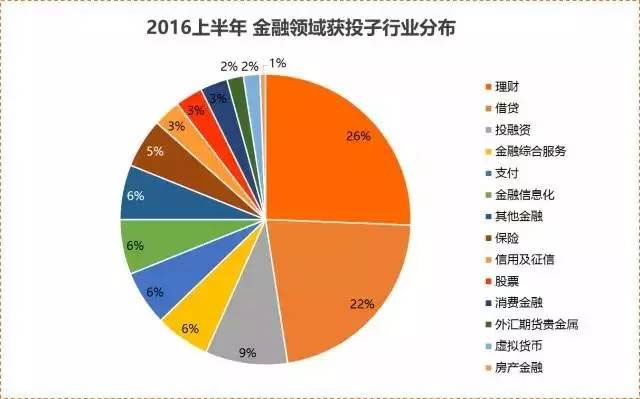 2016上半年 金融领域获投子行业分布
2% 2% 1%
3%
3%
3%
5%
6%
6%
6%
6%
9%
22%
26%
理财
借贷
投融资
金融综合服务
支付
金融信息化
其他金融
保险
信用及征信
股票
消费金融
外汇期货贵金属
虚拟货币
房产金融